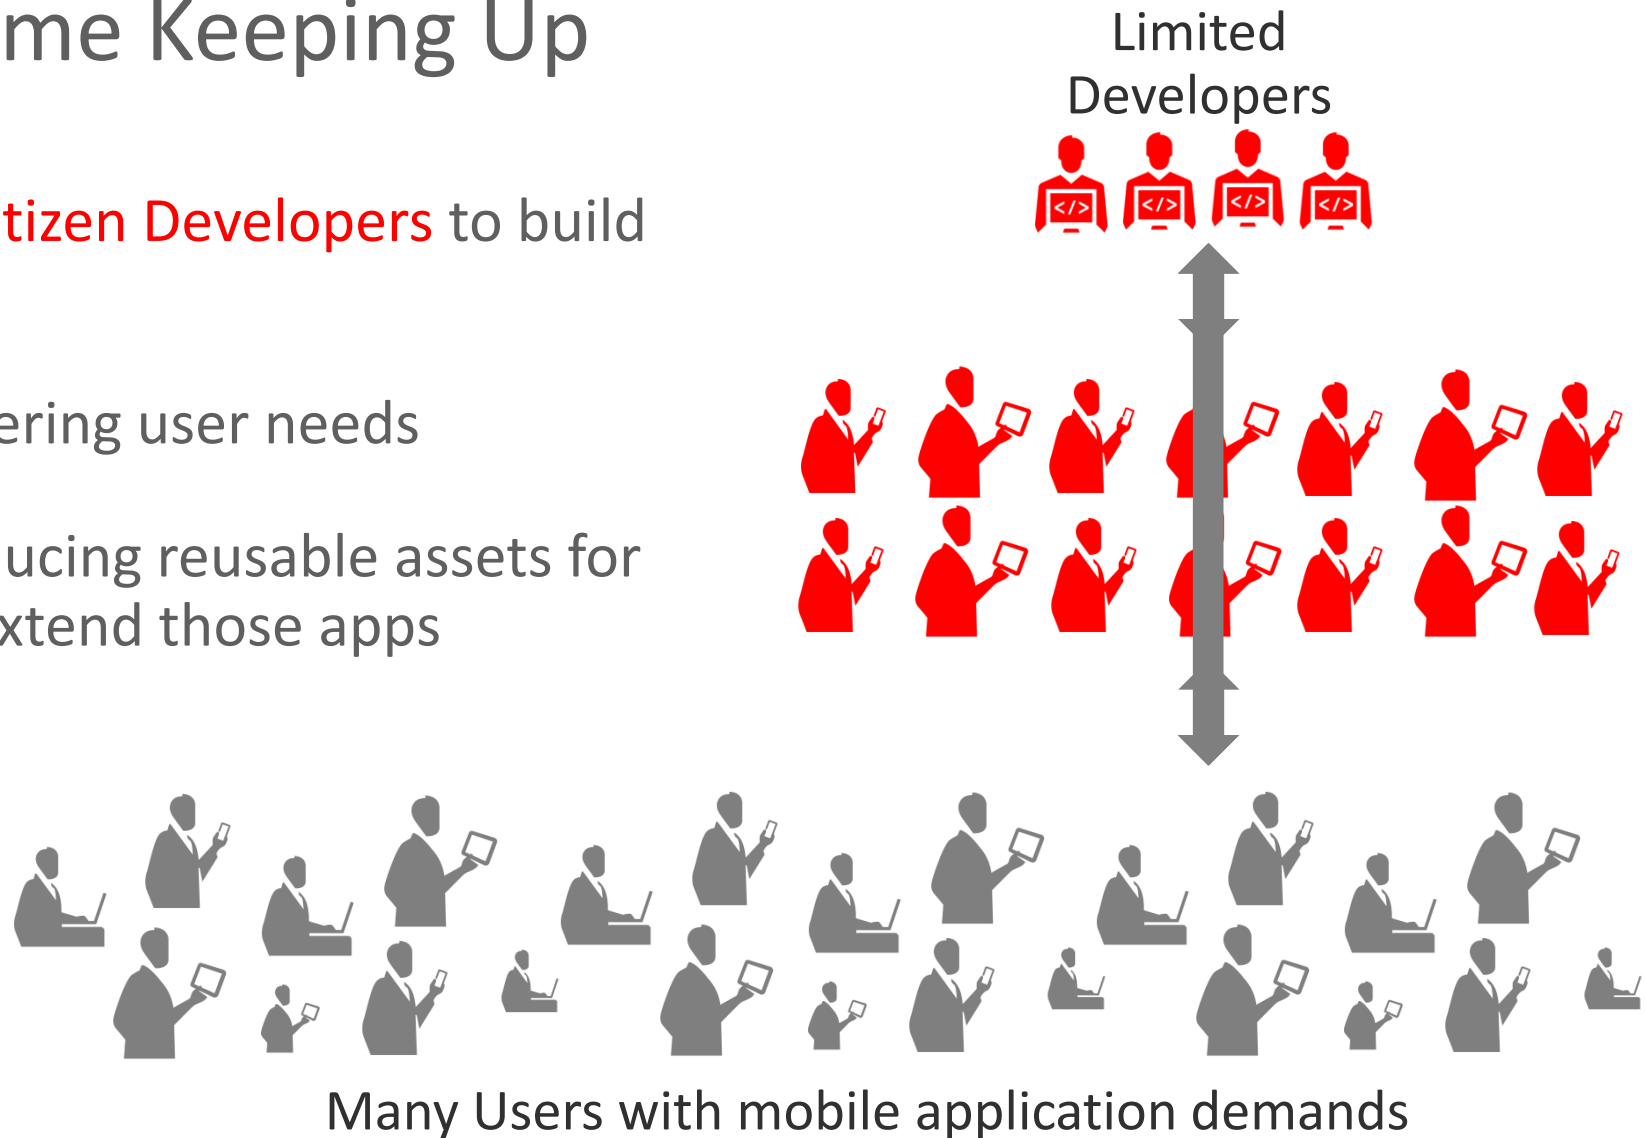 me Keeping Up
Limited
Developers
tizen Developers to build
</> </> </> </>
ering user needs
ucing reusable assets for
xtend those apps
Many Users with mobile application demands